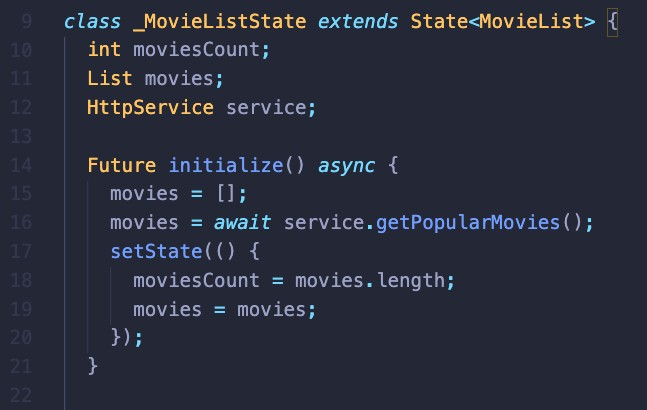 9 class _MovieListState extends State<MovieList> {
10 int moviesCount;
11 List movies;
12 HttpService service;
13
14 Future initialize() async {
15 movies = [];
16 movies = await service.getPopularMovies();
17 setState(() {
18 moviesCount = movies.length;
19 movies = movies;
20 });
21 }
22